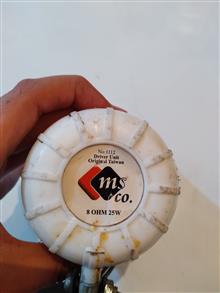 No.1112
Driver Unit
Original Taiwan
ms
co.
8 OHM 25W